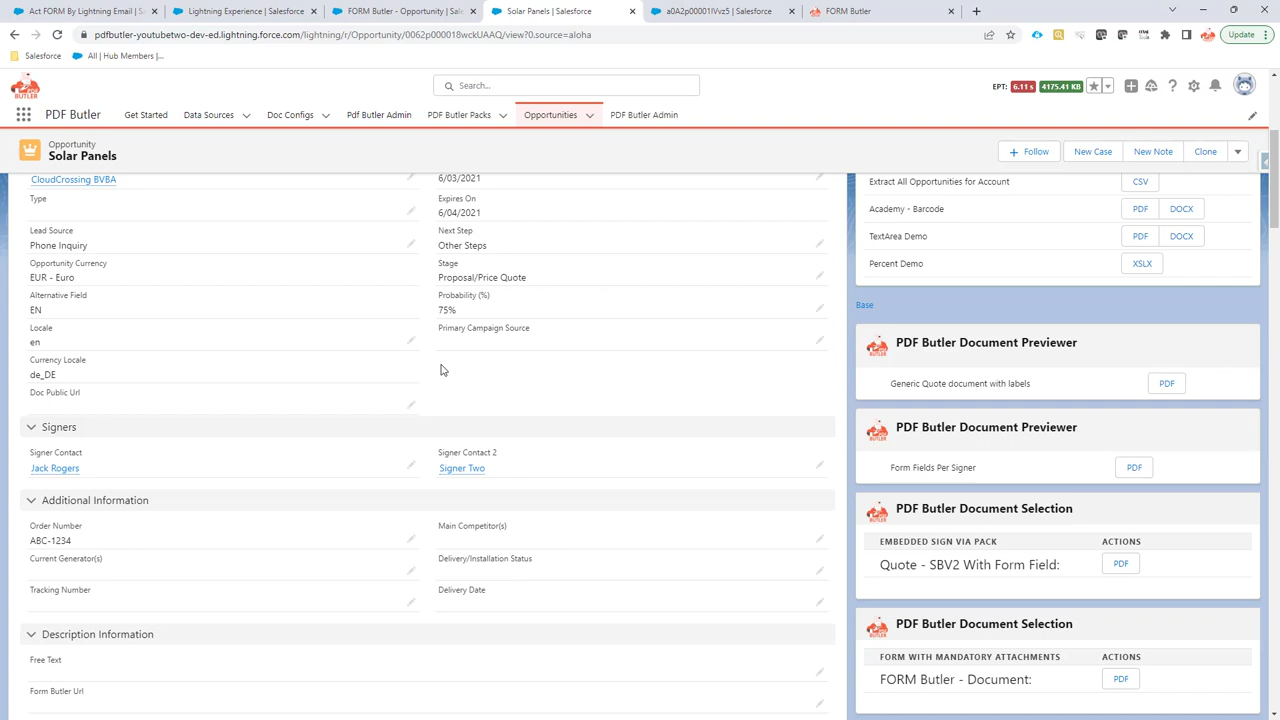 Act FORM By Lightning Email | S
Lightning Experience | Salesforce
FORM Butler - Opportunity | Sale
Solar Panels | Salesforce
a0A2p00001IVvz5 | Salesforce
FORM Butler
pdfbutler-youtubetwo-dev-ed.lightning.force.com/lightning/r/Opportunity/0062p000018wckUAAQ/view?0.source=aloha
Update
Salesforce
All | Hub Members |...
Search...
EPT: 6.11 s 4175.41 KB
PDF Butler
Get Started
Data Sources
Doc Configs
Pdf Butler Admin
PDF Butler Packs
Opportunities
PDF Butler Admin
Opportunity
Solar Panels
Follow
New Case
New Note
Clone
CloudCrossing BVBA
6/03/2021
Type
Expires On
6/04/2021
Lead Source
Phone Inquiry
Next Step
Other Steps
Opportunity Currency
EUR - Euro
Stage
Proposal/Price Quote
Alternative Field
EN
Probability (%)
75%
Locale
en
Primary Campaign Source
Currency Locale
de_DE
Doc Public Url
Signers
Signer Contact
Jack Rogers
Signer Contact 2
Signer Two
Additional Information
Order Number
ABC-1234
Main Competitor(s)
Current Generator(s)
Delivery/Installation Status
Tracking Number
Delivery Date
Description Information
Free Text
Form Butler Url
Extract All Opportunities for Account CSV
Academy - Barcode PDF DOCX
TextArea Demo PDF DOCX
Percent Demo XSLX
Base
PDF BUTLER
PDF Butler Document Previewer
Generic Quote document with labels PDF
PDF BUTLER
PDF Butler Document Previewer
Form Fields Per Signer PDF
PDF BUTLER
PDF Butler Document Selection
EMBEDDED SIGN VIA PACK ACTIONS
Quote - SBV2 With Form Field: PDF
PDF BUTLER
PDF Butler Document Selection
FORM WITH MANDATORY ATTACHMENTS ACTIONS
FORM Butler - Document: PDF